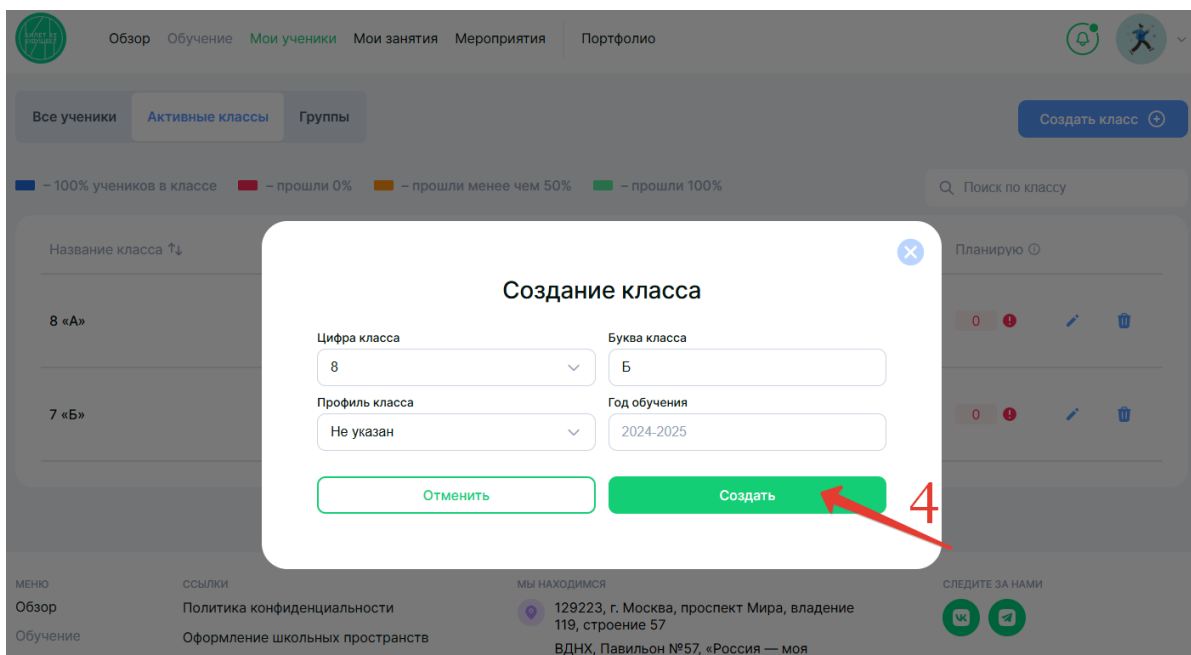 БИЛЕТ В БУДУЩЕЕ
Обзор Обучение Мои ученики Мои занятия Мероприятия Портфолио
Все ученики Активные классы Группы
Создать класс
– 100% учеников в классе – прошли 0% – прошли менее чем 50% – прошли 100%
Поиск по классу
Название класса
Планирую
Создание класса
Цифра класса
Буква класса
8
Б
Профиль класса
Год обучения
Не указан
2024-2025
Отменить
Создать
4
8 «А»
0
7 «Б»
0
МЕНЮ
Обзор
Обучение
ССЫЛКИ
Политика конфиденциальности
Оформление школьных пространств
МЫ НАХОДИМСЯ
129223, г. Москва, проспект Мира, владение
119, строение 57
ВДНХ, Павильон №57, «Россия — моя
СЛЕДИТЕ ЗА НАМИ